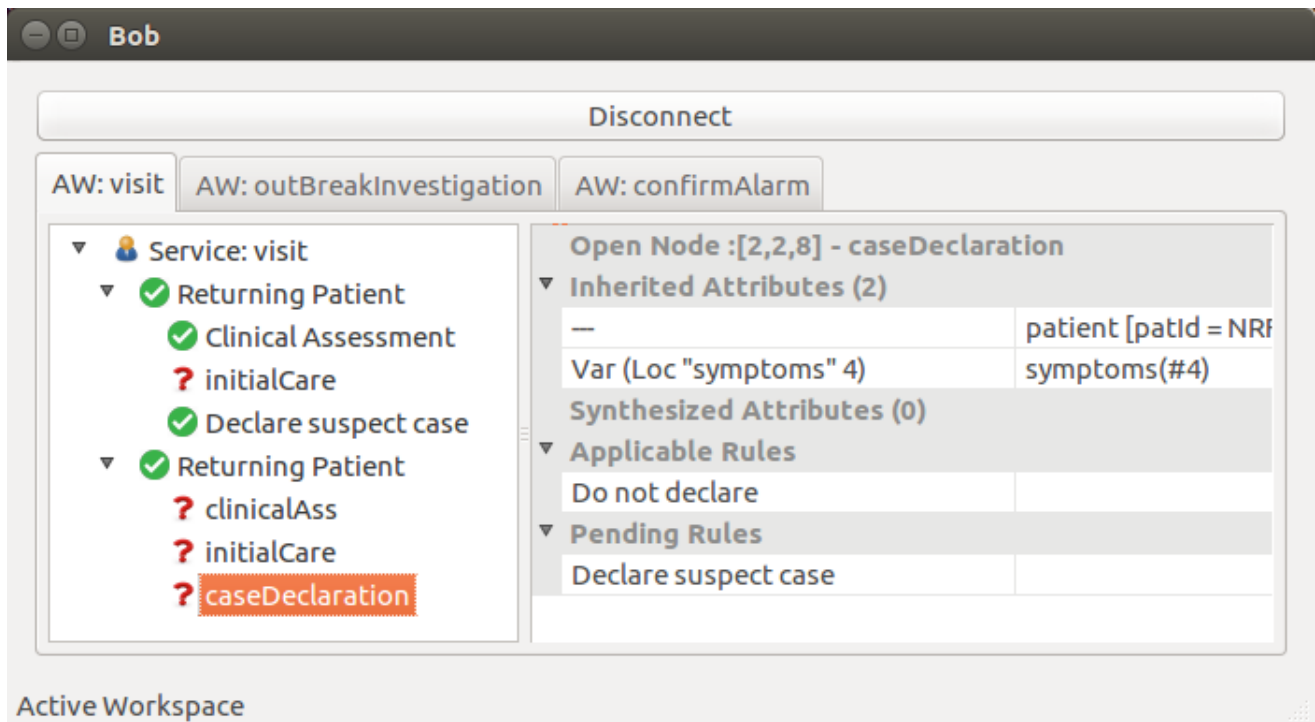 Bob
Disconnect
AW: visit
AW: outBreakInvestigation
AW: confirmAlarm
Service: visit
Returning Patient
Clinical Assessment
? initialCare
Declare suspect case
Returning Patient
? clinicalAss
? initialCare
? caseDeclaration
Open Node :[2,2,8] - caseDeclaration
Inherited Attributes (2)
--- patient [patId = NRF
Var (Loc "symptoms" 4) symptoms(#4)
Synthesized Attributes (0)
Applicable Rules
Do not declare
Pending Rules
Declare suspect case
Active Workspace